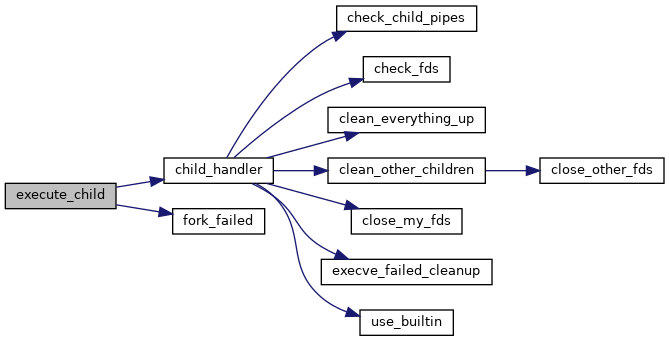 check_child_pipes
check_fds
clean_everything_up
child_handler
clean_other_children
close_other_fds
execute_child
fork_failed
close_my_fds
execve_failed_cleanup
use_builtin